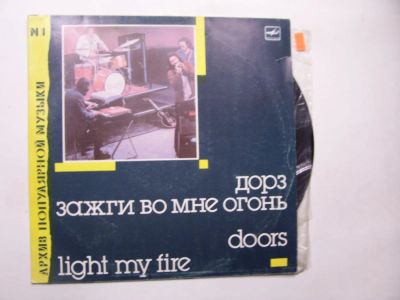 №1
АРХИВ ПОПУЛЯРНОЙ МУЗЫКИ
дорз
зажги во мне огонь
doors
light my fire